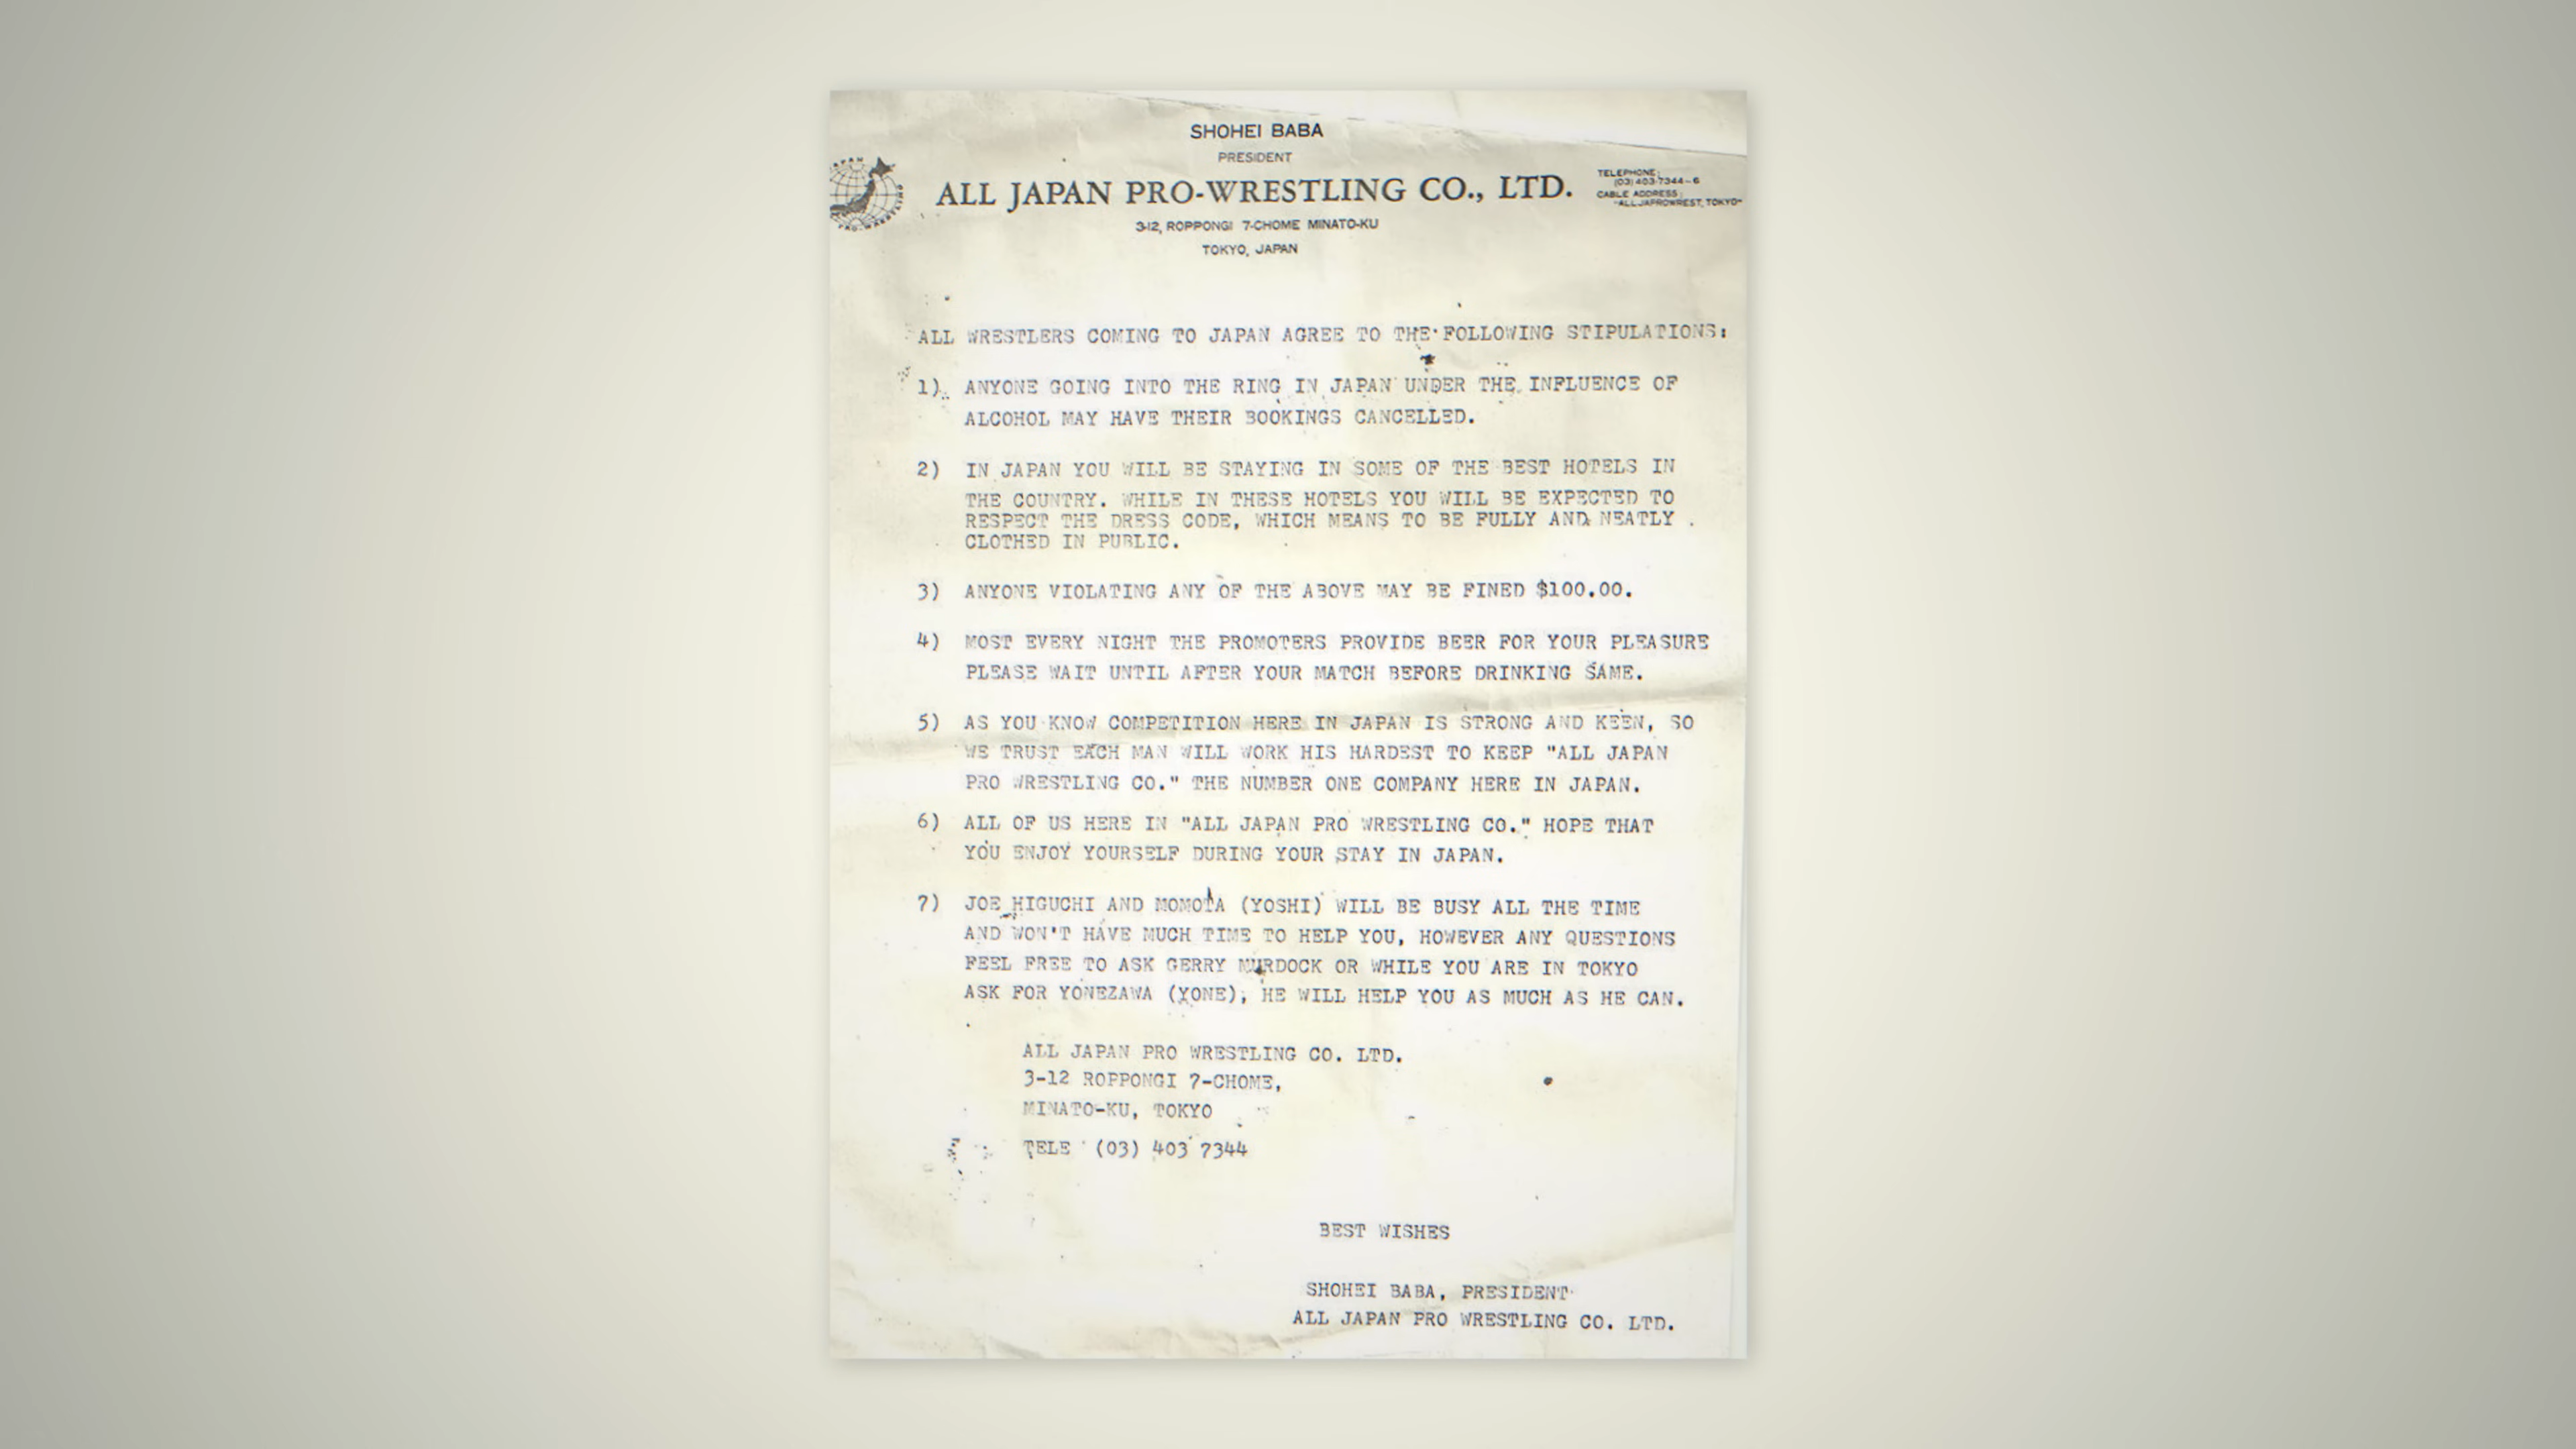 SHOHEI BABA
PRESIDENT
ALL JAPAN PRO-WRESTLING CO., LTD.
3-12, ROPPONGI 7-CHOME MINATO-KU
TOKYO, JAPAN
JAPAN
PRO-WRESTLING
TELEPHONE:
(03) 403-7344~6
CABLE ADDRESS:
"ALLJAPROWREST, TOKYO"
ALL WRESTLERS COMING TO JAPAN AGREE TO THE FOLLOWING STIPULATIONS:
1). ANYONE GOING INTO THE RING IN JAPAN UNDER THE INFLUENCE OF
ALCOHOL MAY HAVE THEIR BOOKINGS CANCELLED.
2) IN JAPAN YOU WILL BE STAYING IN SOME OF THE BEST HOTELS IN
THE COUNTRY. WHILE IN THESE HOTELS YOU WILL BE EXPECTED TO
RESPECT THE DRESS CODE, WHICH MEANS TO BE FULLY AND NEATLY
CLOTHED IN PUBLIC.
3) ANYONE VIOLATING ANY OF THE ABOVE MAY BE FINED $100.00.
4) MOST EVERY NIGHT THE PROMOTERS PROVIDE BEER FOR YOUR PLEASURE
PLEASE WAIT UNTIL AFTER YOUR MATCH BEFORE DRINKING SAME.
5) AS YOU KNOW COMPETITION HERE IN JAPAN IS STRONG AND KEEN, SO
WE TRUST EACH MAN WILL WORK HIS HARDEST TO KEEP "ALL JAPAN
PRO WRESTLING CO." THE NUMBER ONE COMPANY HERE IN JAPAN.
6) ALL OF US HERE IN "ALL JAPAN PRO WRESTLING CO." HOPE THAT
YOU ENJOY YOURSELF DURING YOUR STAY IN JAPAN.
7) JOE HIGUCHI AND MOMOTA (YOSHI) WILL BE BUSY ALL THE TIME
AND WON'T HAVE MUCH TIME TO HELP YOU, HOWEVER ANY QUESTIONS
FEEL FREE TO ASK GERRY MURDOCK OR WHILE YOU ARE IN TOKYO
ASK FOR YONEZAWA (YONE), HE WILL HELP YOU AS MUCH AS HE CAN.
ALL JAPAN PRO WRESTLING CO. LTD.
3-12 ROPPONGI 7-CHOME,
MINATO-KU, TOKYO
TELE (03) 403 7344
BEST WISHES
SHOHEI BABA, PRESIDENT
ALL JAPAN PRO WRESTLING CO. LTD.